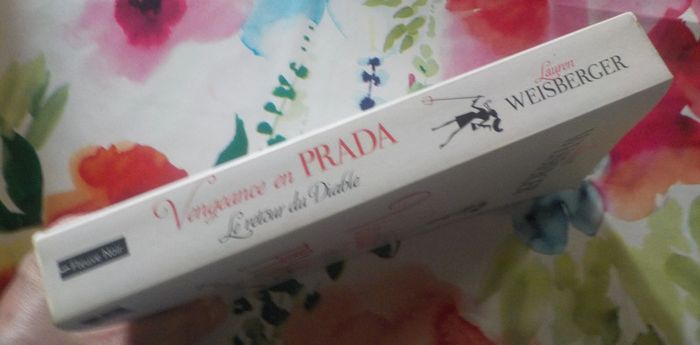 Fleuve Noir
Vengeance en PRADA
Le retour du Diable
Lauren
WEISBERGER